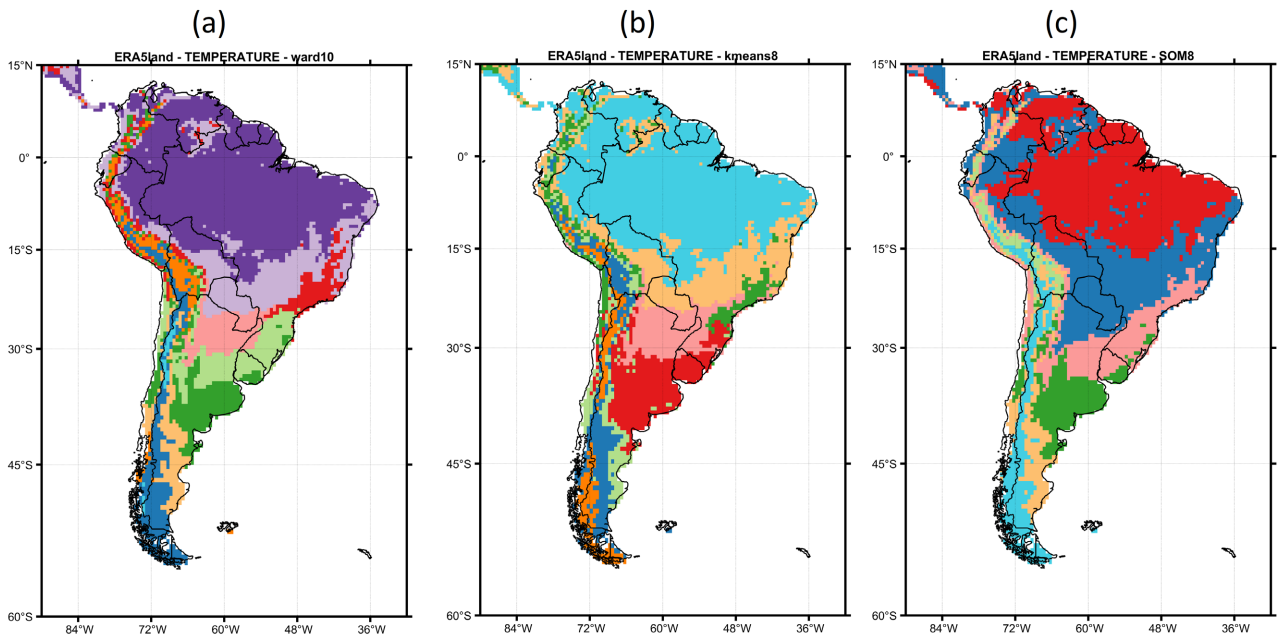 (a)
(b)
(c)
ERA5land - TEMPERATURE - ward10
ERA5land - TEMPERATURE - kmeans8
ERA5land - TEMPERATURE - SOM8
15°N
0°
15°S
30°S
45°S
60°S
84°W 72°W 60°W 48°W 36°W
15°N
0°
15°S
30°S
45°S
60°S
84°W 72°W 60°W 48°W 36°W
15°N
0°
15°S
30°S
45°S
60°S
84°W 72°W 60°W 48°W 36°W